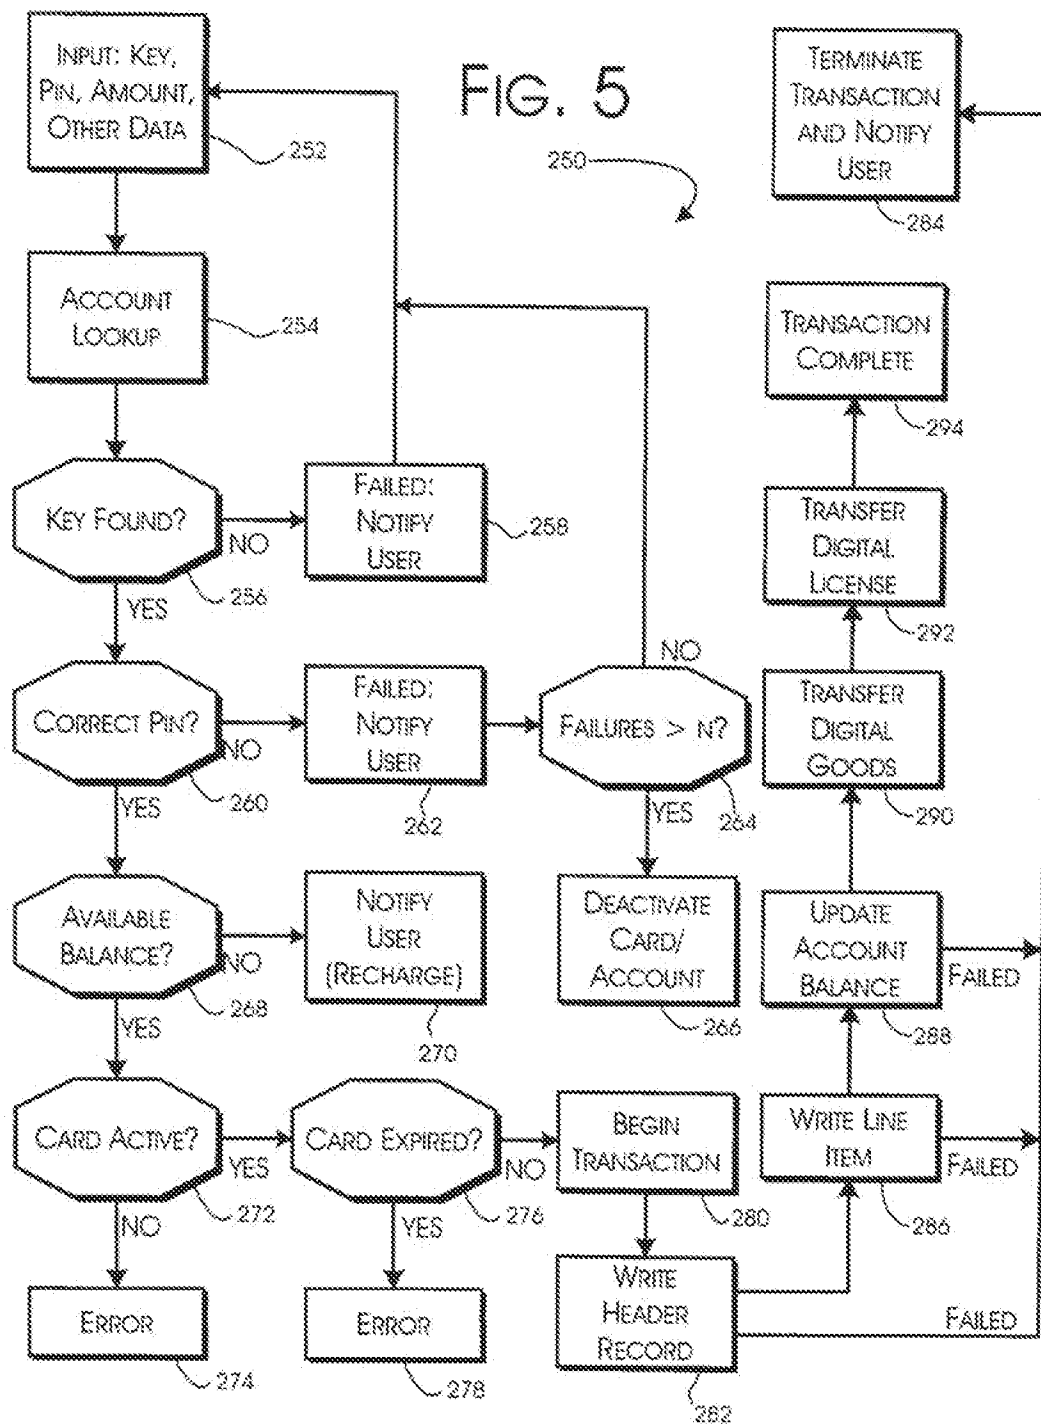 INPUT: KEY,
PIN, AMOUNT,
OTHER DATA
252
FIG. 5
250
TERMINATE
TRANSACTION
AND NOTIFY
USER
284
ACCOUNT
LOOKUP
254
TRANSACTION
COMPLETE
294
KEY FOUND?
256
NO
YES
FAILED:
NOTIFY
USER
258
TRANSFER
DIGITAL
LICENSE
292
CORRECT PIN?
260
NO
YES
FAILED:
NOTIFY
USER
262
NO
FAILURES > N?
264
YES
TRANSFER
DIGITAL
GOODS
290
AVAILABLE
BALANCE?
268
NO
YES
NOTIFY
USER
(RECHARGE)
270
DEACTIVATE
CARD/
ACCOUNT
266
UPDATE
ACCOUNT
BALANCE
288
FAILED
CARD ACTIVE?
272
YES
NO
CARD EXPIRED?
276
NO
YES
BEGIN
TRANSACTION
280
WRITE LINE
ITEM
286
FAILED
ERROR
274
ERROR
278
WRITE
HEADER
RECORD
282
FAILED